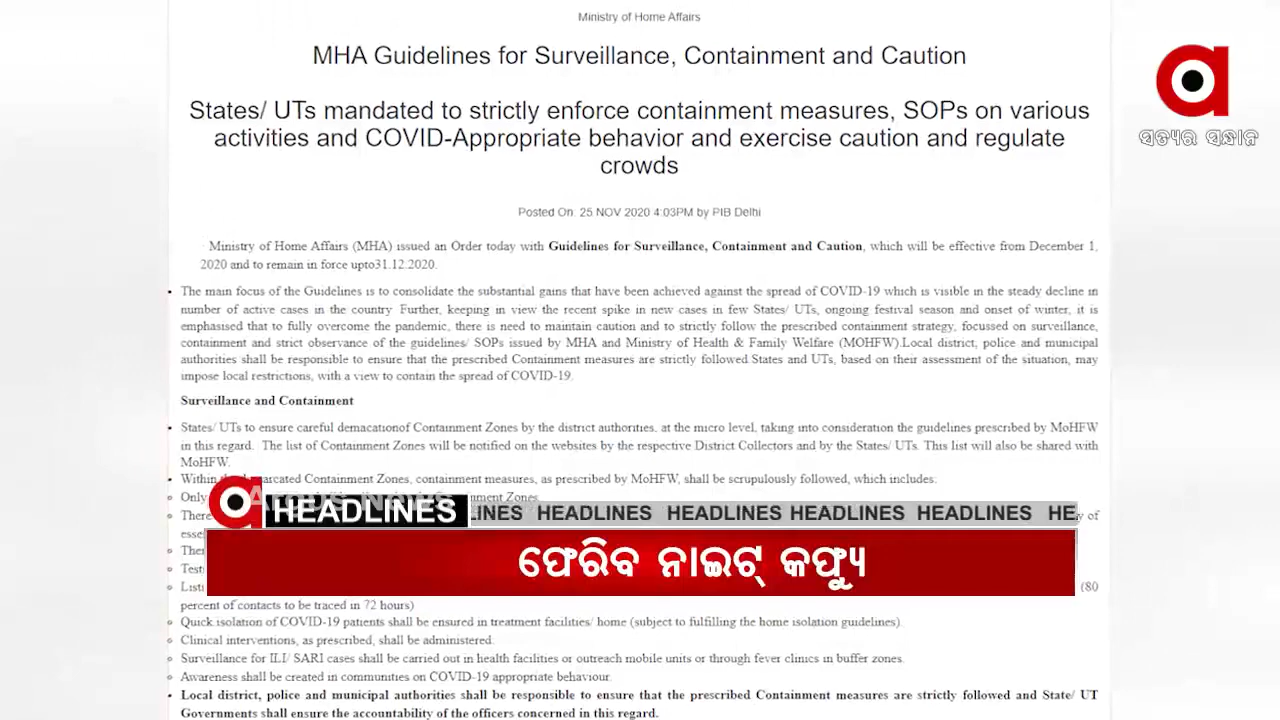 Ministry of Home Affairs
MHA Guidelines for Surveillance, Containment and Caution
States/ UTs mandated to strictly enforce containment measures, SOPs on various
activities and COVID-Appropriate behavior and exercise caution and regulate
crowds
ସତ୍ୟର ସନ୍ଧାନ
Posted On: 25 NOV 2020 4:03PM by PIB Delhi
Ministry of Home Affairs (MHA) issued an Order today with Guidelines for Surveillance, Containment and Caution, which will be effective from December 1,
2020 and to remain in force upto31.12.2020.
The main focus of the Guidelines is to consolidate the substantial gains that have been achieved against the spread of COVID-19 which is visible in the steady decline in
number of active cases in the country Further, keeping in view the recent spike in new cases in few States/ UTs, ongoing festival season and onset of winter, it is
emphasised that to fully overcome the pandemic, there is need to maintain caution and to strictly follow the prescribed containment strategy, focussed on surveillance,
containment and strict observance of the guidelines/ SOPs issued by MHA and Ministry of Health & Family Welfare (MOHFW).Local district, police and municipal
authorities shall be responsible to ensure that the prescribed Containment measures are strictly followed.States and UTs, based on their assessment of the situation, may
impose local restrictions, with a view to contain the spread of COVID-19.
Surveillance and Containment
States/ UTs to ensure careful demacationof Containment Zones by the district authorities, at the micro level, taking into consideration the guidelines prescribed by MoHFW
in this regard. The list of Containment Zones will be notified on the websites by the respective District Collectors and by the States/ UTs. This list will also be shared with
MoHFW.
Within the demarcated Containment Zones, containment measures, as prescribed by MoHFW, shall be scrupulously followed, which includes:
Only Containment Zones.
Argus News
HEADLINES LINES HEADLINES HEADLINES HEADLINES HEADLINES HE
There y of
esse
ଫେରିବ ନାଇଟ୍ କର୍ଫ୍ୟୁ
Ther
Testi
Listi (80
percent of contacts to be traced in 72 hours)
Quick isolation of COVID-19 patients shall be ensured in treatment facilities/ home (subject to fulfilling the home isolation guidelines).
Clinical interventions, as prescribed, shall be administered.
Surveillance for ILI/ SARI cases shall be carried out in health facilities or outreach mobile units or through fever clinics in buffer zones.
Awareness shall be created in communities on COVID-19 appropriate behaviour.
Local district, police and municipal authorities shall be responsible to ensure that the prescribed Containment measures are strictly followed and State/ UT
Governments shall ensure the accountability of the officers concerned in this regard.